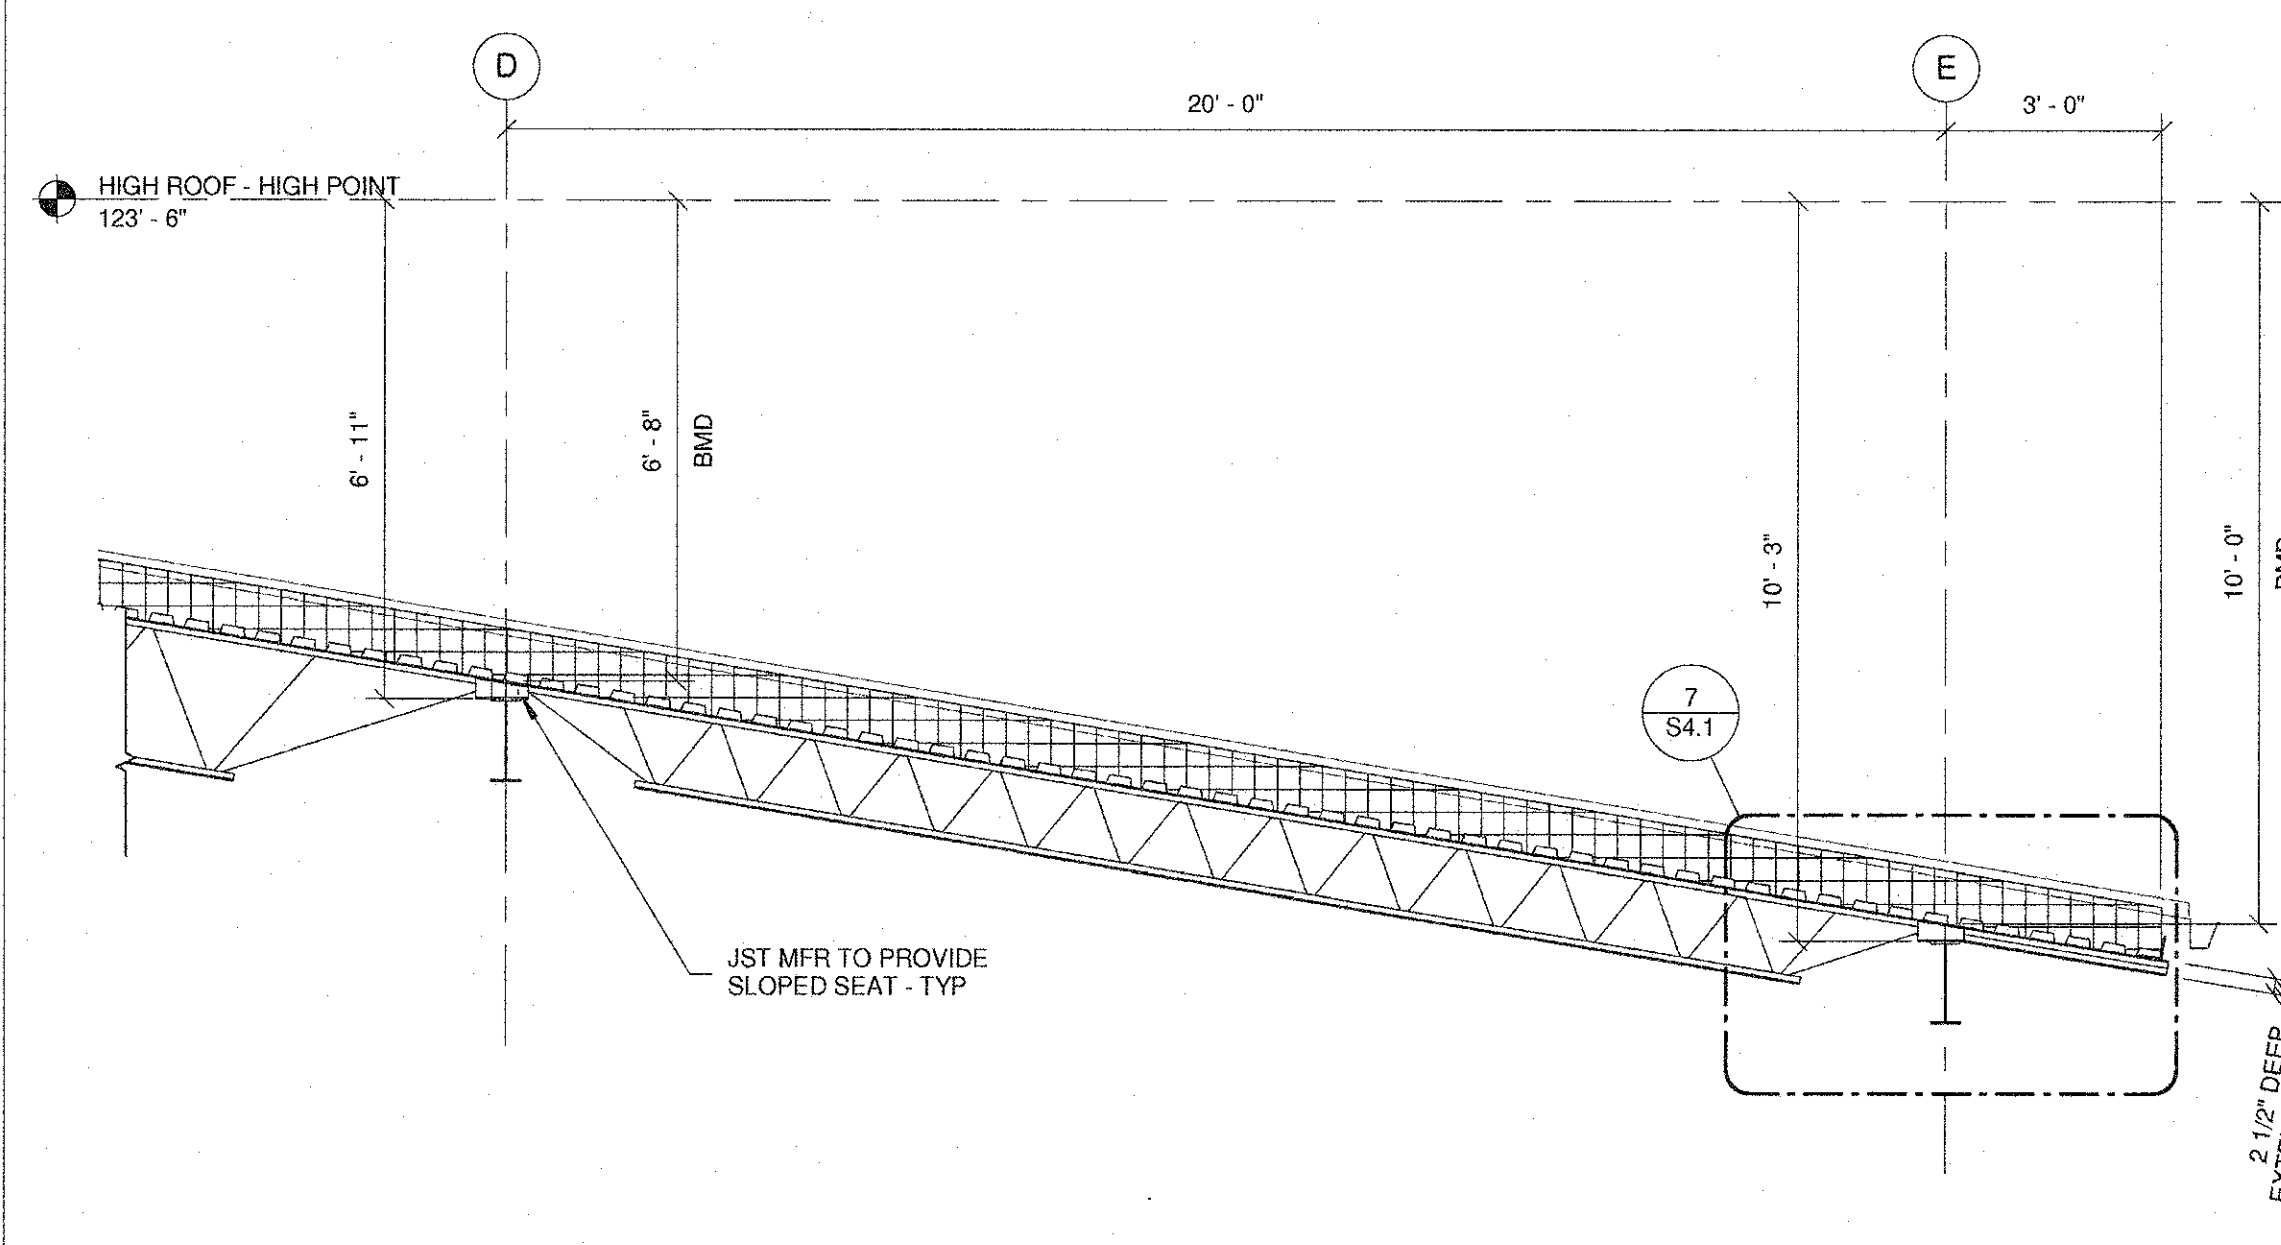 D
E
20' - 0"
3' - 0"
HIGH ROOF - HIGH POINT
123' - 6"
6' - 11"
6' - 8"
BMD
10' - 3"
10' - 0"
7
S4.1
JST MFR TO PROVIDE
SLOPED SEAT - TYP
2 1/2" DEEP